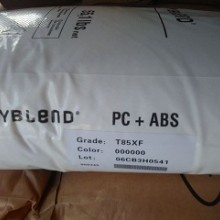 YBLEND® PC + ABS
Grade: T85XF
Color: 000000
Lot: 06CB3H0541